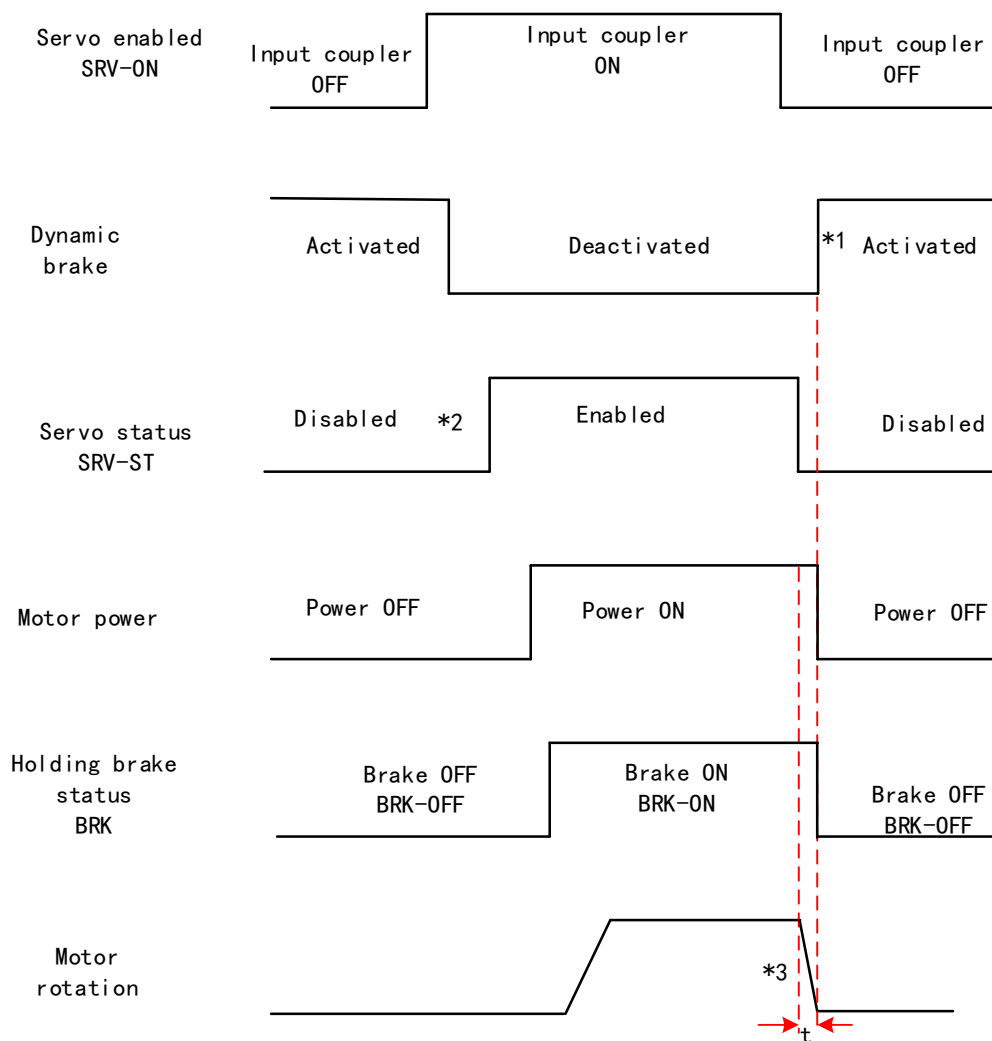 Servo enabled
SRV-ON
Input coupler
OFF
Input coupler
ON
Input coupler
OFF
Dynamic
brake
Activated
Deactivated
*1 Activated
Servo status
SRV-ST
Disabled
*2
Enabled
Disabled
Motor power
Power OFF
Power ON
Power OFF
Holding brake
status
BRK
Brake OFF
BRK-OFF
Brake ON
BRK-ON
Brake OFF
BRK-OFF
Motor
rotation
*3
t